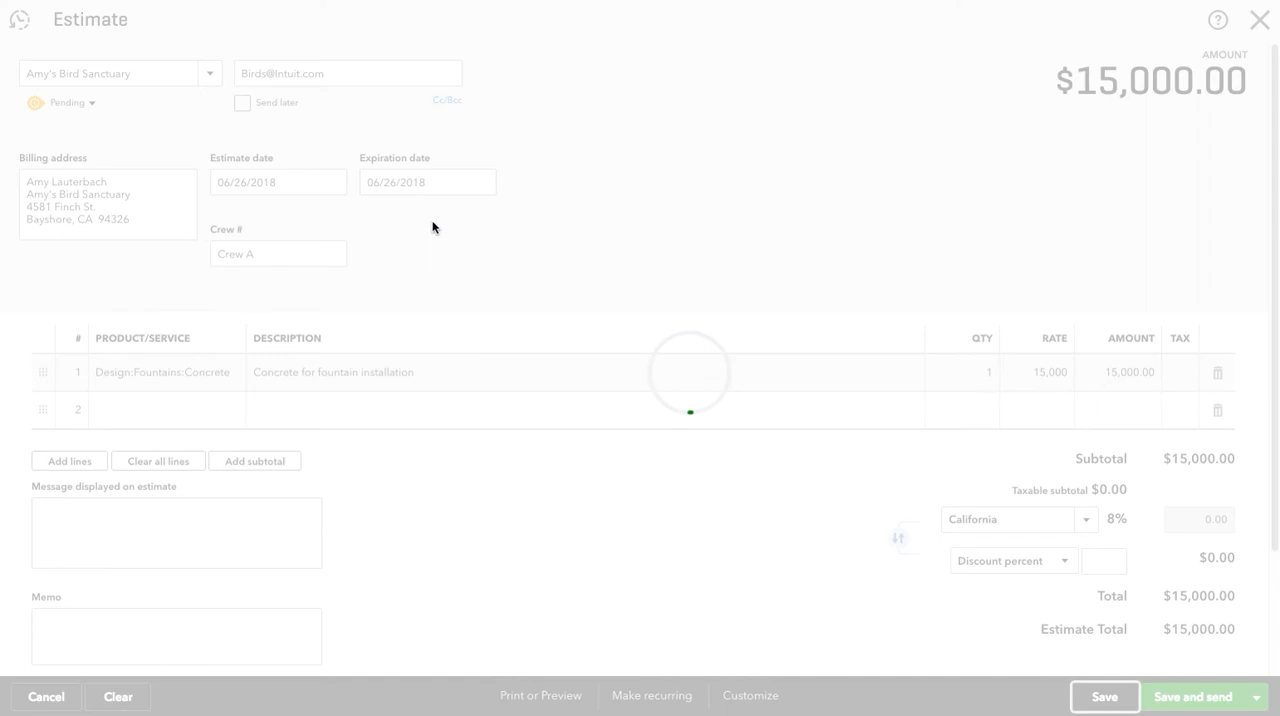 Estimate
?
AMOUNT
$15,000.00
Amy's Bird Sanctuary
Birds@Intuit.com
Pending
Send later
Cc/Bcc
Billing address
Estimate date
Expiration date
Amy Lauterbach
Amy's Bird Sanctuary
4581 Finch St.
Bayshore, CA 94326
06/26/2018
06/26/2018
Crew #
Crew A
# PRODUCT/SERVICE DESCRIPTION QTY RATE AMOUNT TAX
1 Design:Fountains:Concrete Concrete for fountain installation 1 15,000 15,000.00
2
Add lines Clear all lines Add subtotal
Subtotal $15,000.00
Message displayed on estimate
Taxable subtotal $0.00
California 8% 0.00
Discount percent $0.00
Memo
Total $15,000.00
Estimate Total $15,000.00
Cancel Clear Print or Preview Make recurring Customize Save Save and send